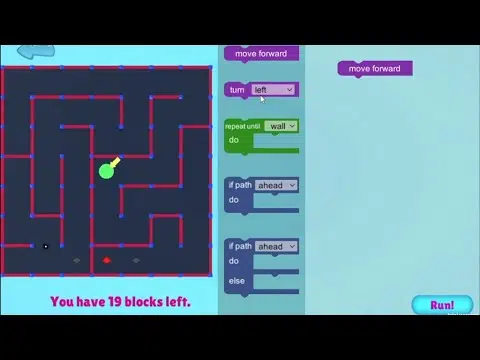 move forward
move forward
turn left
repeat until wall
do
if path ahead
do
if path ahead
do
else
You have 19 blocks left.
Run!